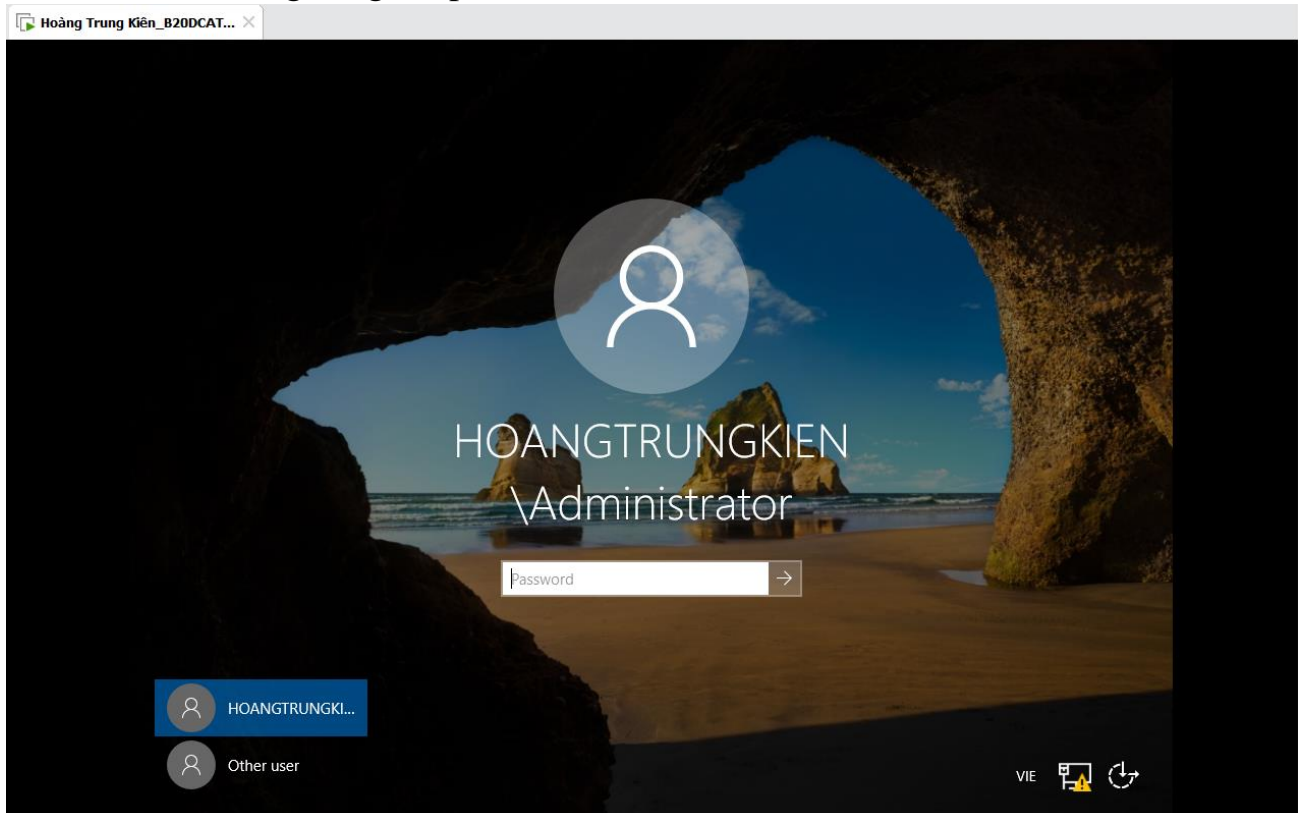 Hoàng Trung Kiên_B20DCAT...
HOANGTRUNGKIEN
\Administrator
Password
HOANGTRUNGKI...
Other user
VIE